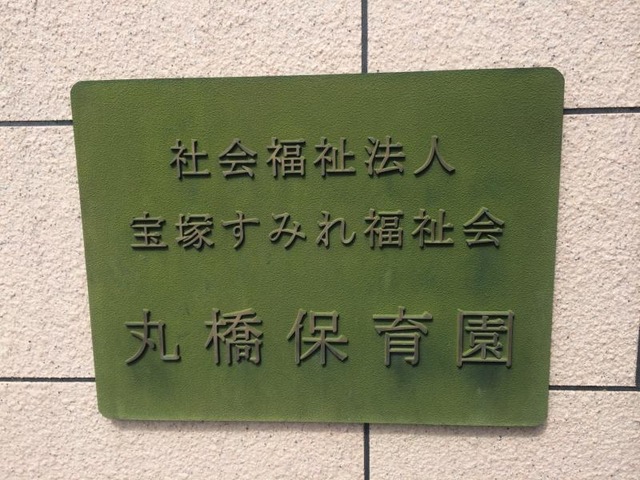 社会福祉法人
宝塚すみれ福祉会
丸橋保育園